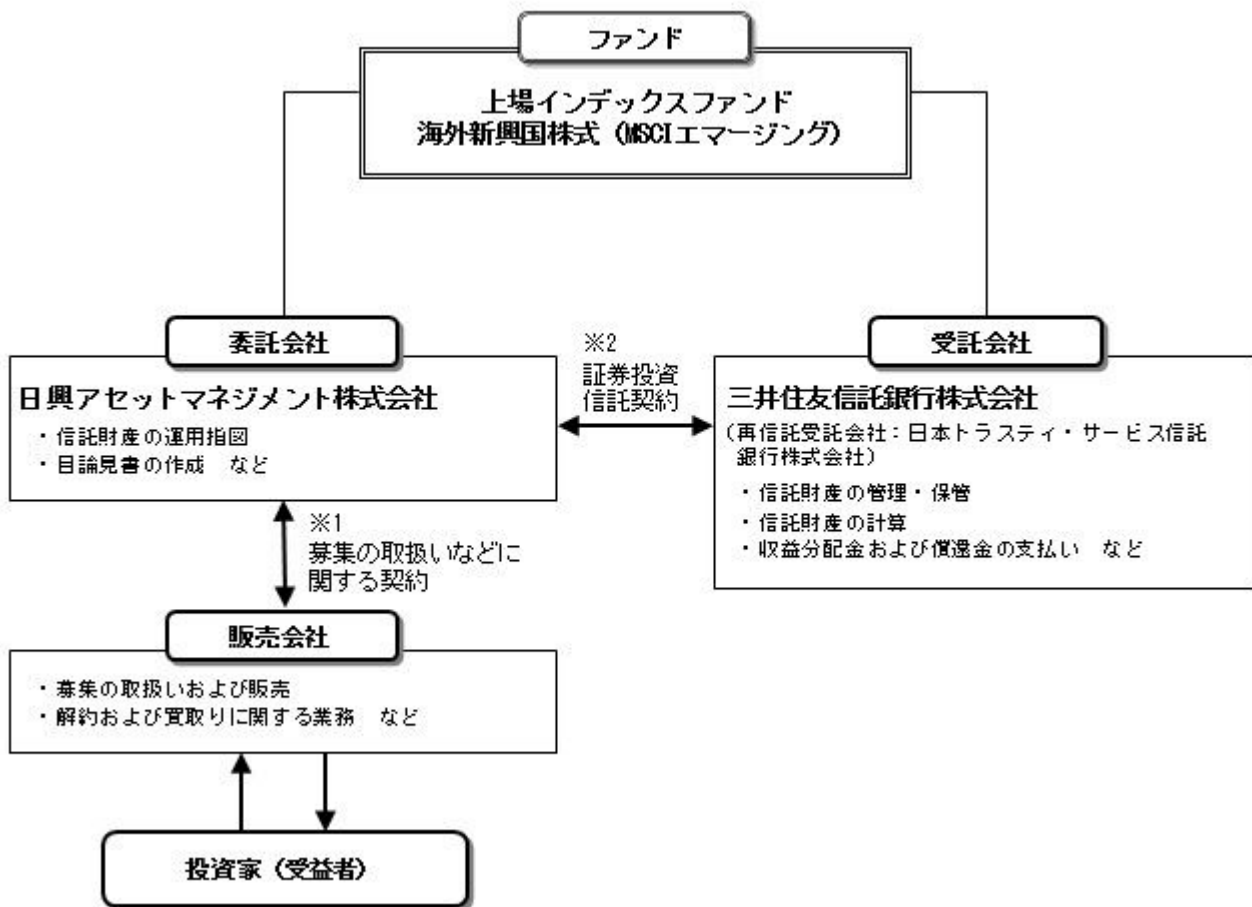 ファンド
上場インデックスファンド
海外新興国株式（MSCIエマージング）
委託会社
日興アセットマネジメント株式会社
・信託財産の運用指図
・目論見書の作成　など
※2
証券投資
信託契約
受託会社
三井住友信託銀行株式会社
（再信託受託会社：日本トラスティ・サービス信託
銀行株式会社）
・信託財産の管理・保管
・信託財産の計算
・収益分配金および償還金の支払い　など
※1
募集の取扱いなどに
関する契約
販売会社
・募集の取扱いおよび販売
・解約および買取りに関する業務　など
投資家（受益者）